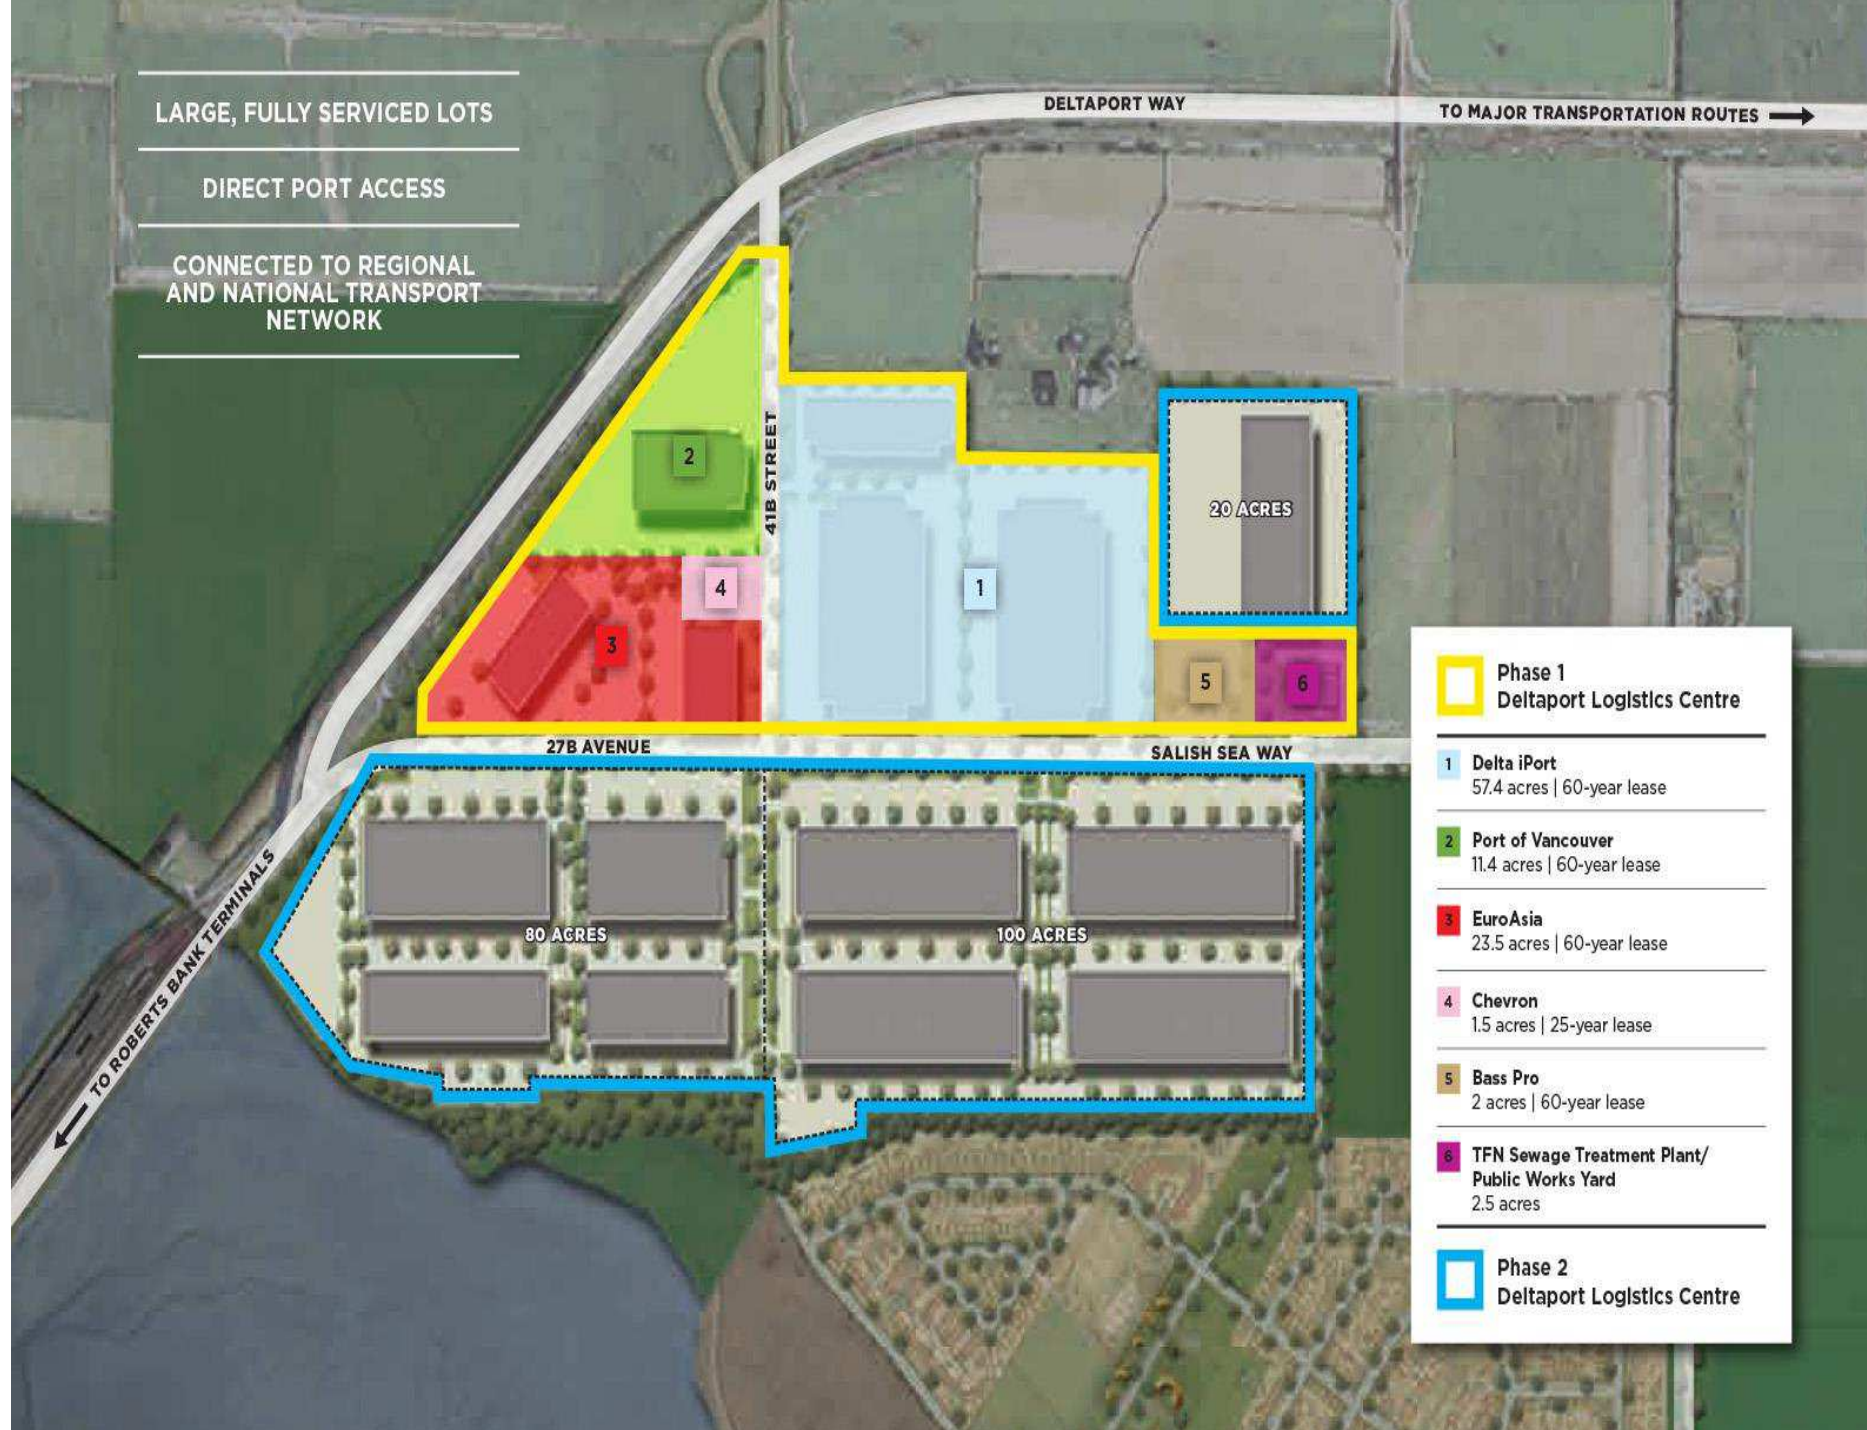 LARGE, FULLY SERVICED LOTS
DIRECT PORT ACCESS
CONNECTED TO REGIONAL
AND NATIONAL TRANSPORT
NETWORK
DELTAPORT WAY
TO MAJOR TRANSPORTATION ROUTES
41B STREET
2
20 ACRES
4
1
3
5
6
27B AVENUE
SALISH SEA WAY
80 ACRES
100 ACRES
TO ROBERTS BANK TERMINALS
Phase 1
Deltaport Logistics Centre
1 Delta iPort
57.4 acres | 60-year lease
2 Port of Vancouver
11.4 acres | 60-year lease
3 EuroAsia
23.5 acres | 60-year lease
4 Chevron
1.5 acres | 25-year lease
5 Bass Pro
2 acres | 60-year lease
6 TFN Sewage Treatment Plant/
Public Works Yard
2.5 acres
Phase 2
Deltaport Logistics Centre